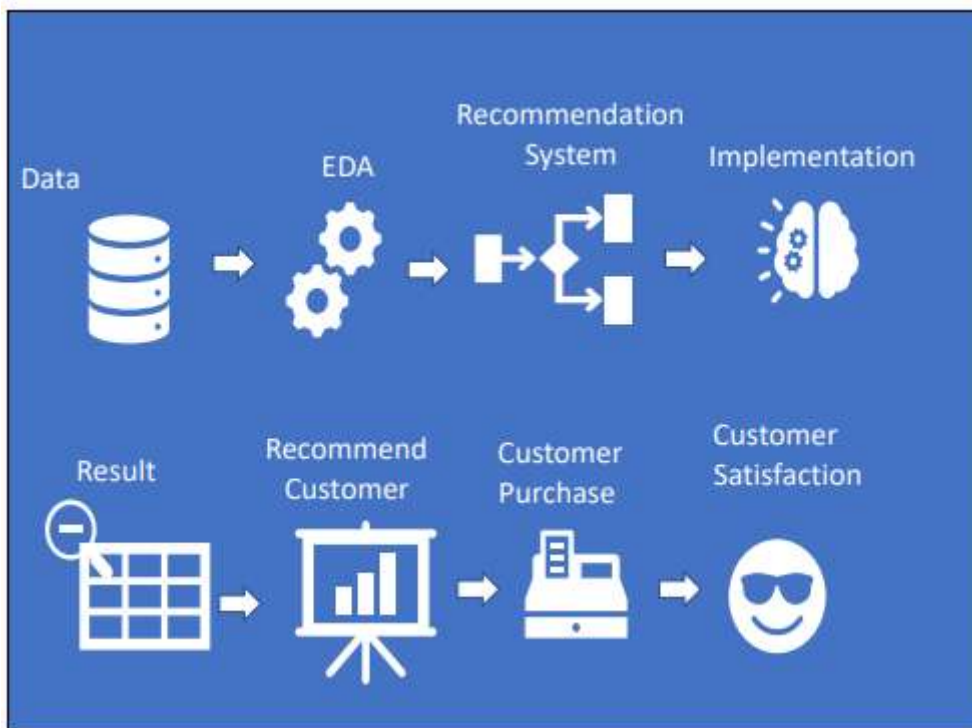 Data
EDA
Recommendation
System
Implementation
Result
Recommend
Customer
Customer
Purchase
Customer
Satisfaction